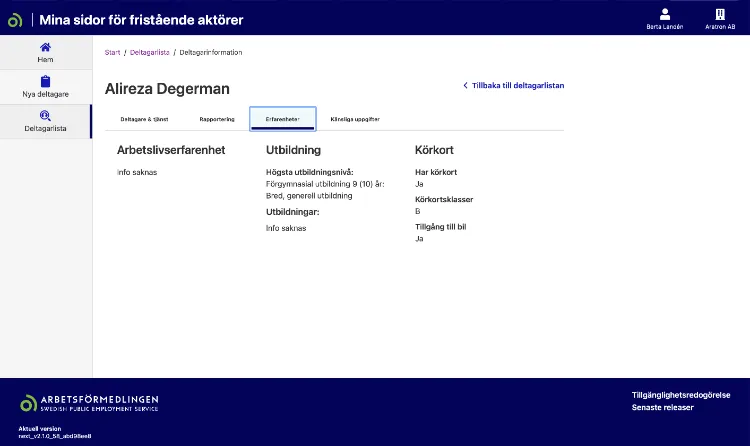 Mina sidor för fristående aktörer
Berta Landén
Aratron AB
Hem
Nya deltagare
Deltagarlista
Start / Deltagarlista / Deltagarinformation
Alireza Degerman
Tillbaka till deltagarlistan
Deltagare & tjänst
Rapportering
Erfarenheter
Känsliga uppgifter
Arbetslivserfarenhet
Info saknas
Utbildning
Högsta utbildningsnivå:
Förgymnasial utbildning 9 (10) år:
Bred, generell utbildning
Utbildningar:
Info saknas
Körkort
Har körkort
Ja
Körkortsklasser
B
Tillgång till bil
Ja
ARBETSFÖRMEDLINGEN
SWEDISH PUBLIC EMPLOYMENT SERVICE
Tillgänglighetsredogörelse
Senaste releaser
Aktuell version
next_v2.1.0_58_abd98ee8